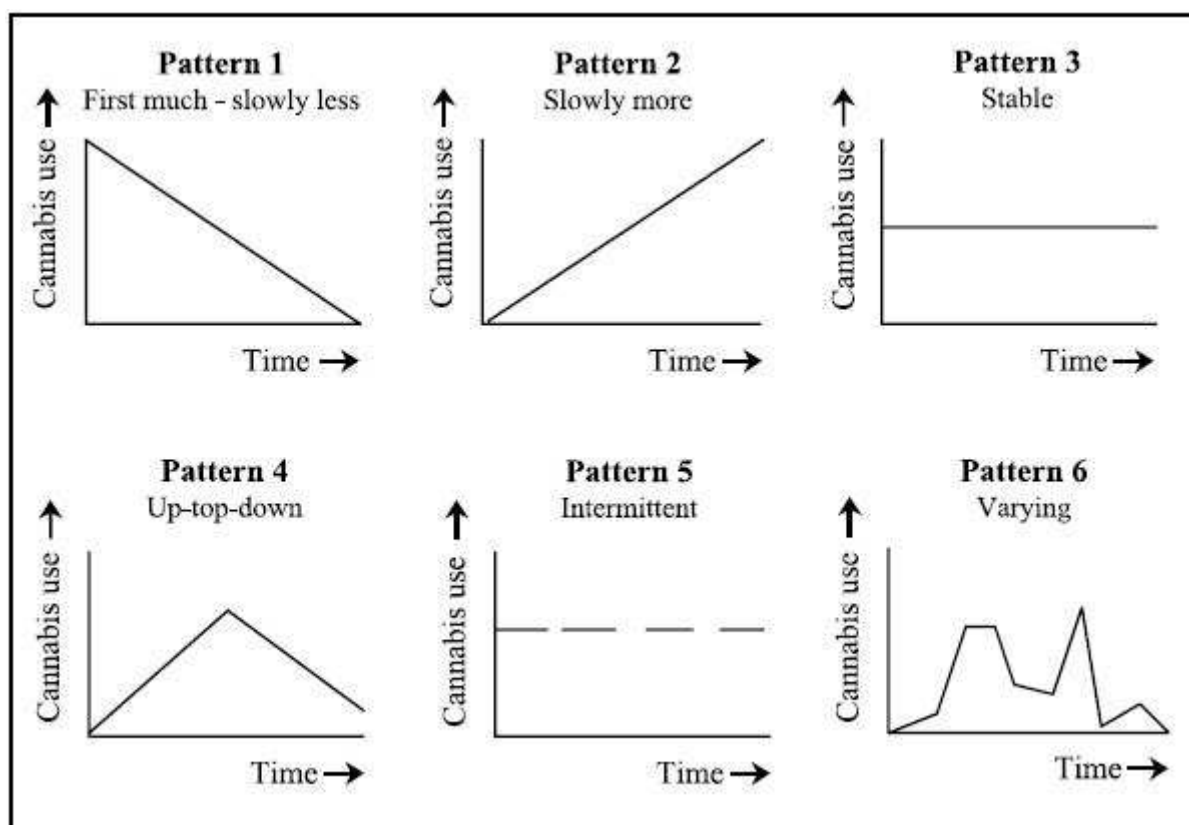 Pattern 1
First much - slowly less
Cannabis use
Time
Pattern 2
Slowly more
Cannabis use
Time
Pattern 3
Stable
Cannabis use
Time
Pattern 4
Up-top-down
Cannabis use
Time
Pattern 5
Intermittent
Cannabis use
Time
Pattern 6
Varying
Cannabis use
Time